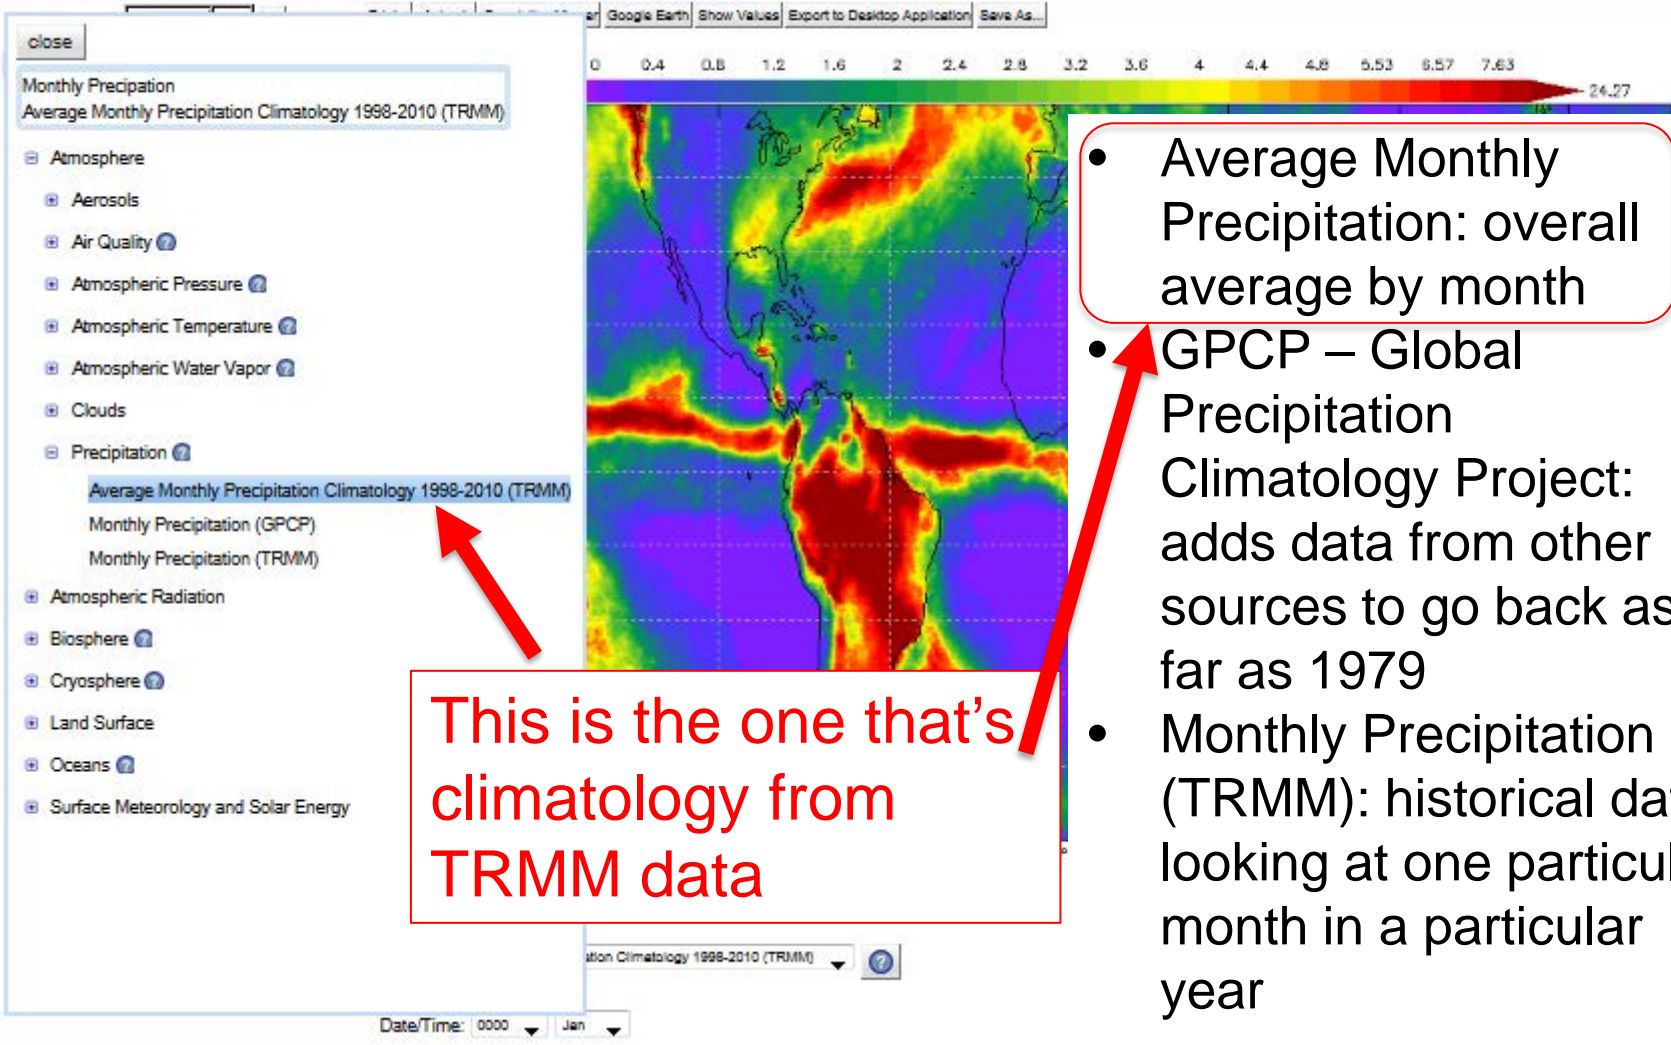 Google Earth Show Values Export to Desktop Application Save As...
close
Monthly Precipation
Average Monthly Precipitation Climatology 1998-2010 (TRMM)
0 0.4 0.8 1.2 1.6 2 2.4 2.8 3.2 3.6 4 4.4 4.8 5.53 6.57 7.63
24.27
Atmosphere
Aerosols
Air Quality
Atmospheric Pressure
Atmospheric Temperature
Atmospheric Water Vapor
Clouds
Precipitation
Average Monthly Precipitation Climatology 1998-2010 (TRMM)
Monthly Precipitation (GPCP)
Monthly Precipitation (TRMM)
Atmospheric Radiation
Biosphere
Cryosphere
Land Surface
Oceans
Surface Meteorology and Solar Energy
This is the one that's
climatology from
TRMM data
• Average Monthly
Precipitation: overall
average by month
• GPCP – Global
Precipitation
Climatology Project:
adds data from other
sources to go back as
far as 1979
• Monthly Precipitation
(TRMM): historical
looking at one
month in a particular
year
Climatology 1998-2010 (TRMM)
Date/Time: 0000 Jan